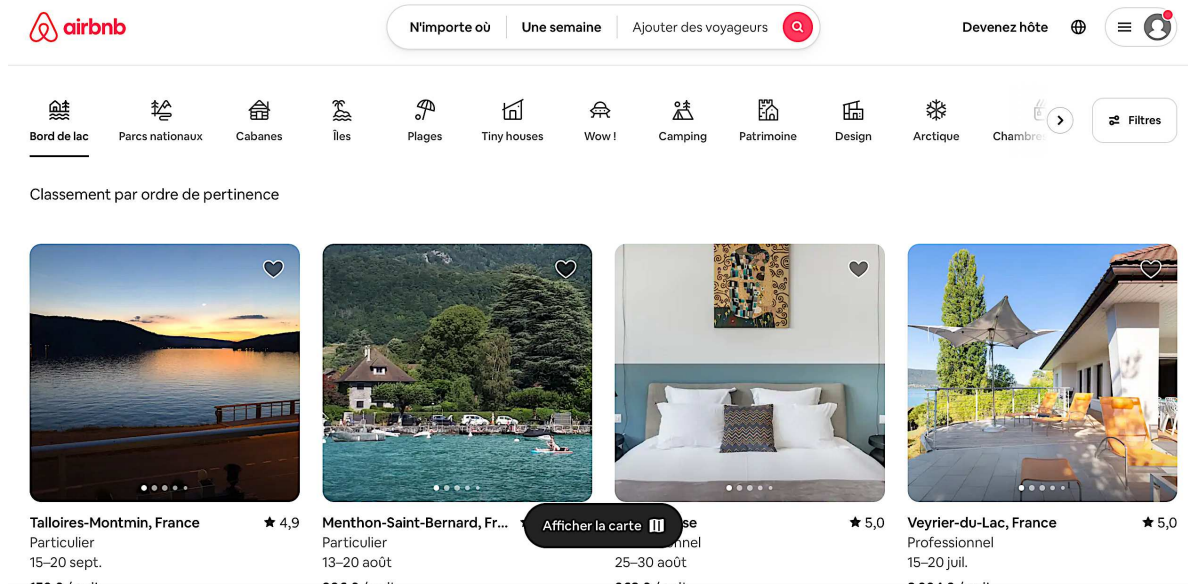 airbnb
N'importe où
Une semaine
Ajouter des voyageurs
Devenez hôte
Bord de lac
Parcs nationaux
Cabanes
Îles
Plages
Tiny houses
Wow !
Camping
Patrimoine
Design
Arctique
Filtres
Classement par ordre de pertinence
Talloires-Montmin, France
4,9
Particulier
15–20 sept.
Menthon-Saint-Bernard, Fr...
Particulier
13–20 août
Afficher la carte
5,0
25–30 août
Veyrier-du-Lac, France
5,0
Professionnel
15–20 juil.